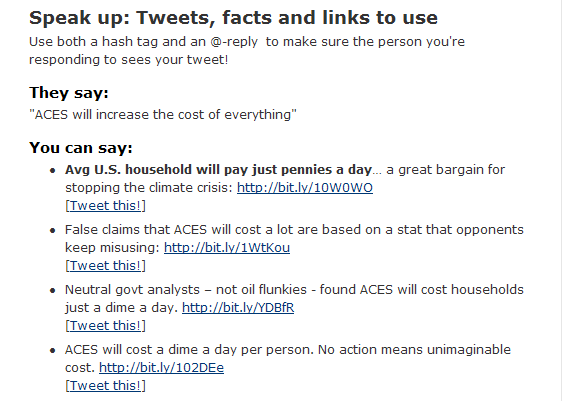 Speak up: Tweets, facts and links to use
Use both a hash tag and an @-reply to make sure the person you're
responding to sees your tweet!
They say:
"ACES will increase the cost of everything"
You can say:
• Avg U.S. household will pay just pennies a day... a great bargain for
stopping the climate crisis: http://bit.ly/10W0WO
[Tweet this!]
• False claims that ACES will cost a lot are based on a stat that opponents
keep misusing: http://bit.ly/1WtKou
[Tweet this!]
• Neutral govt analysts – not oil flunkies - found ACES will cost households
just a dime a day. http://bit.ly/YDBfR
[Tweet this!]
• ACES will cost a dime a day per person. No action means unimaginable
cost. http://bit.ly/102DEe
[Tweet this!]